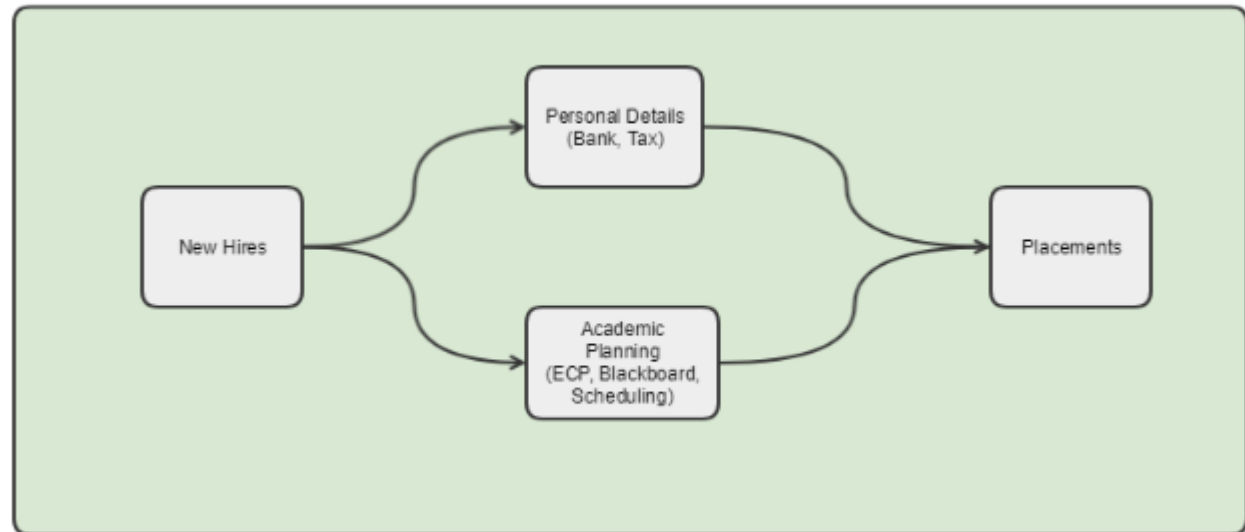 Personal Details
(Bank, Tax)
New Hires
Placements
Academic
Planning
(ECP, Blackboard,
Scheduling)